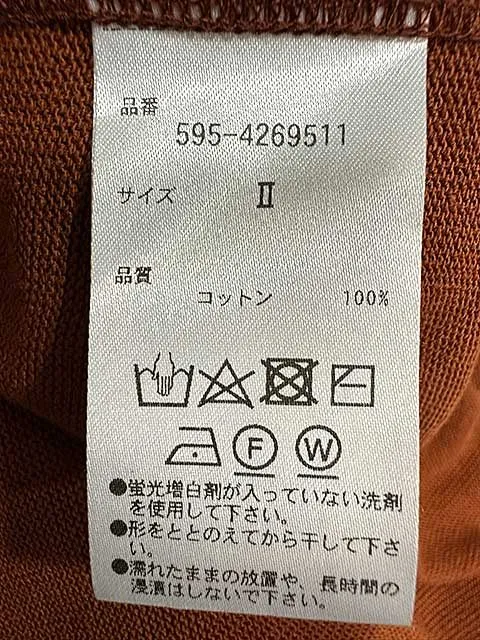 品番
595-4269511
サイズ Ⅱ
品質
コットン 100%
F W
●蛍光増白剤が入っていない洗剤
を使用して下さい。
●形をととのえてから干して下さ
い。
●濡れたままの放置や、長時間の
浸漬はしないで下さい。